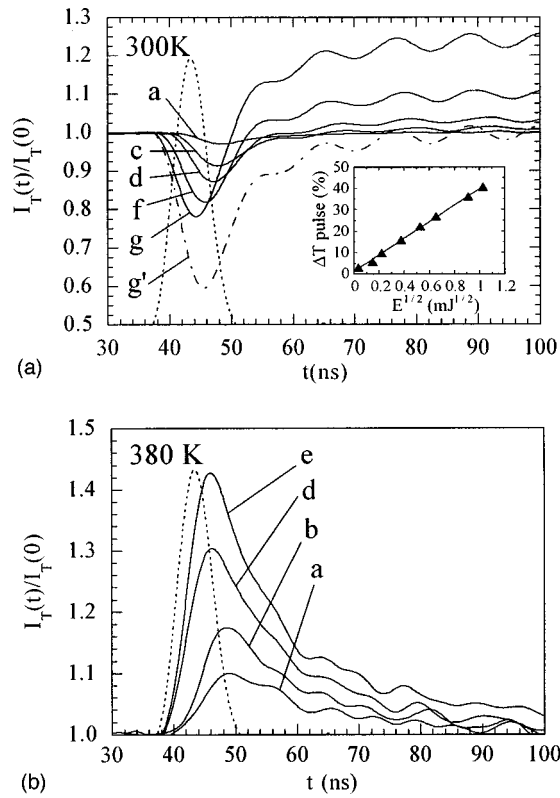 1.3
300K
1.2
a
1.1
I_T(t)/I_T(0)
1.0
c
0.9
d
0.8
f
g
0.7
g'
0.6
0.5
50
40
30
20
10
0
ΔT pulse (%)
0 0.2 0.4 0.6 0.8 1 1.2
E^1/2 (mJ^1/2)
30 40 50 60 70 80 90 100
t(ns)
(a)
1.5
380 K
e
1.4
d
1.3
b
I_T(t)/I_T(0)
1.2
a
1.1
1.0
30 40 50 60 70 80 90 100
t (ns)
(b)